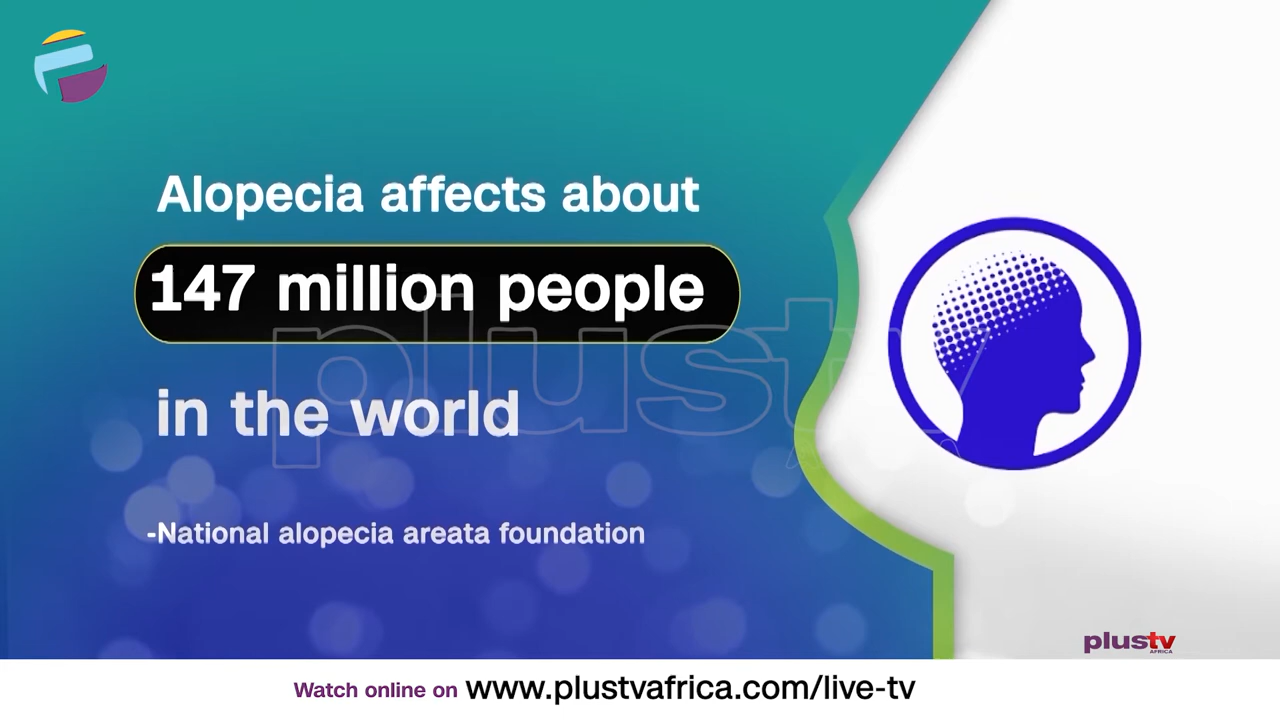 Alopecia affects about
147 million people
in the world
-National alopecia areata foundation
plustv
plustv
AFRICA
Watch online on www.plustvafrica.com/live-tv